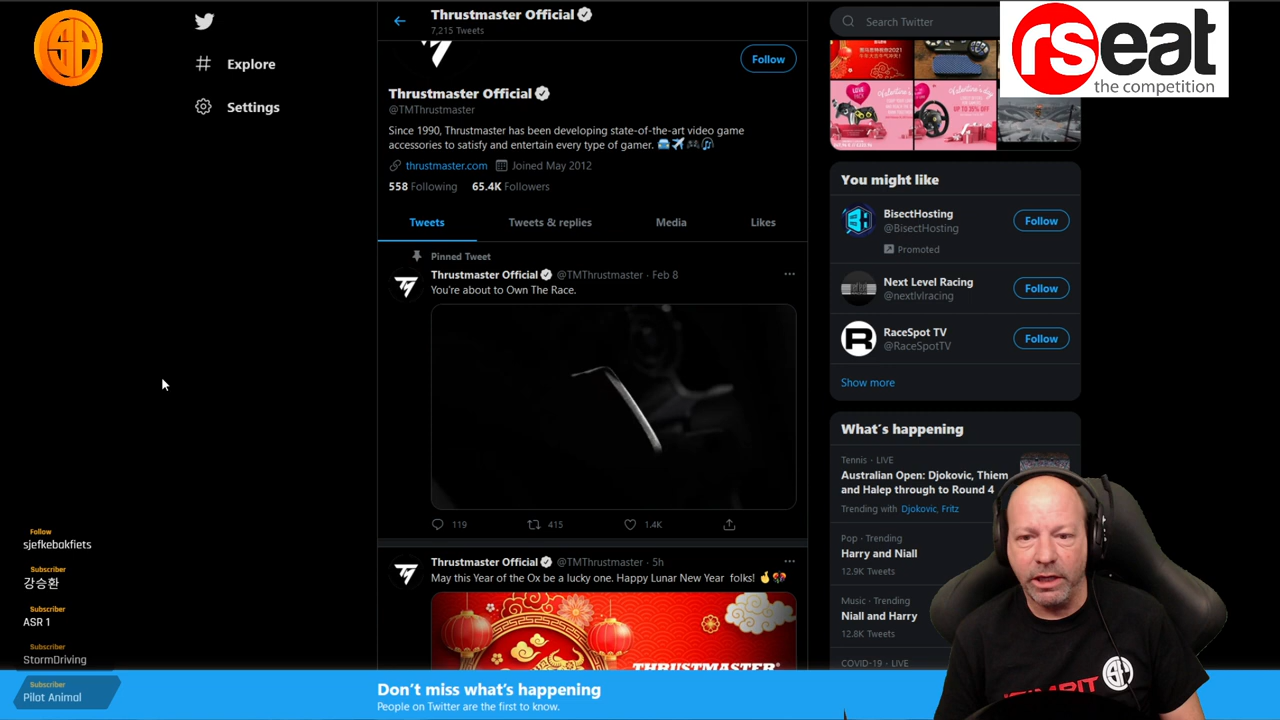 Explore
Settings
Thrustmaster Official
7,215 Tweets
Follow
Thrustmaster Official
@TMThrustmaster
Since 1990, Thrustmaster has been developing state-of-the-art video game
accessories to satisfy and entertain every type of gamer. 🚘✈️🎮🎧
thrustmaster.com Joined May 2012
558 Following 65.4K Followers
Tweets Tweets & replies Media Likes
Pinned Tweet
Thrustmaster Official @TMThrustmaster · Feb 8
You're about to Own The Race.
119 415 1.4K
Thrustmaster Official @TMThrustmaster · 5h
May this Year of the Ox be a lucky one. Happy Lunar New Year folks!
THRUSTMASTER
Search Twitter
rseat
the competition
You might like
BisectHosting
@BisectHosting
Follow
Promoted
Next Level Racing
@nextlvlracing
Follow
RaceSpot TV
@RaceSpotTV
Follow
Show more
What's happening
Tennis · LIVE
Australian Open: Djokovic, Thiem
and Halep through to Round 4
Trending with Djokovic, Fritz
Pop · Trending
Harry and Niall
12.9K Tweets
Music · Trending
Niall and Harry
12.8K Tweets
COVID-19 · LIVE
Follow
sjefkebakfiets
Subscriber
강승환
Subscriber
ASR 1
Subscriber
StormDriving
Subscriber
Pilot Animal
Don't miss what's happening
People on Twitter are the first to know.